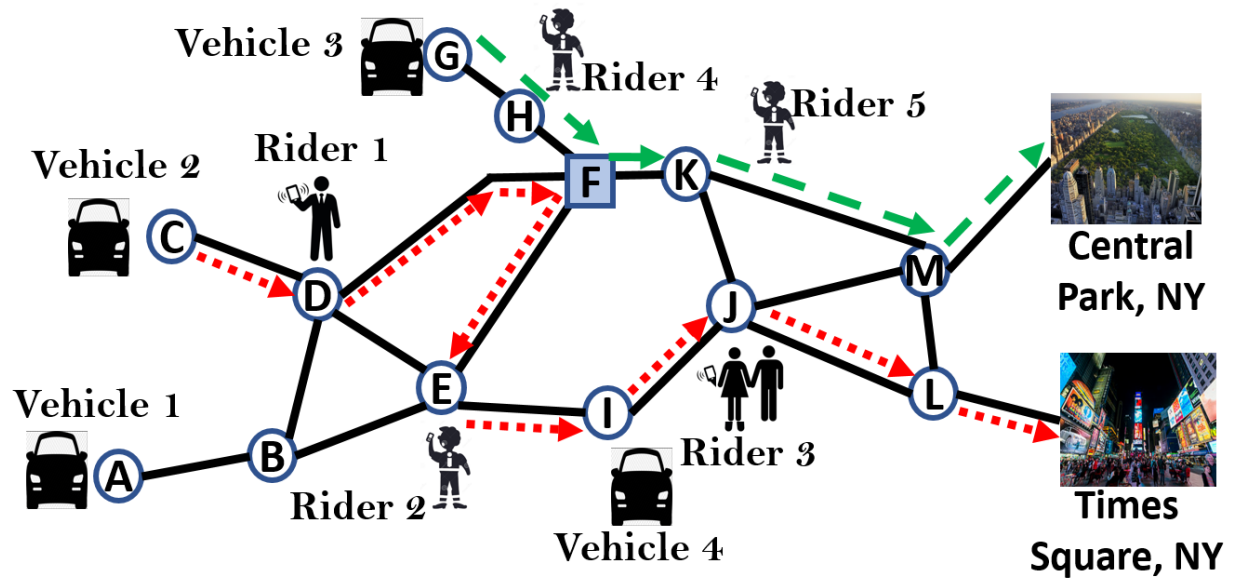 Vehicle 3
G
Rider 4
Rider 5
H
Rider 1
Vehicle 2
F
K
C
D
M
Central
Park, NY
J
E
L
Vehicle 1
I
B
A
Rider 3
Rider 2
Vehicle 4
Times
Square, NY